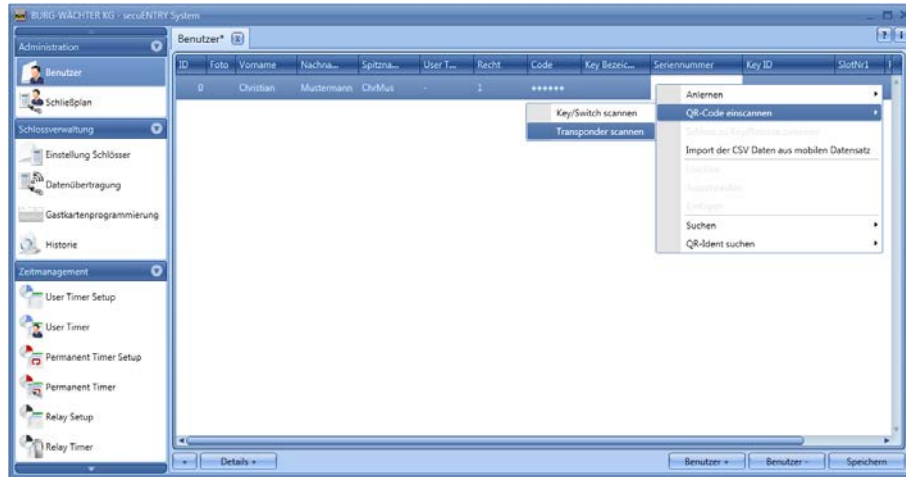 BURG-WÄCHTER KG - secuENTRY System
Administration
Benutzer
Schließplan
Schlossverwaltung
Einstellung Schlösser
Datenübertragung
Gastkartenprogrammierung
Historie
Zeitmanagement
User Timer Setup
User Timer
Permanent Timer Setup
Permanent Timer
Relay Setup
Relay Timer
Benutzer*
ID Foto Vorname Nachna... Spitzna... User T... Recht Code Key Bezeic... Seriennummer Key ID SlotNr1
0 Christian Mustermann ChrMus - 1 ******
Key/Switch scannen
Transponder scannen
Anlernen
QR-Code einscannen
Import der CSV Daten aus mobilen Datensatz
Suchen
QR-Ident suchen
+ Details + Benutzer + Benutzer - Speichern